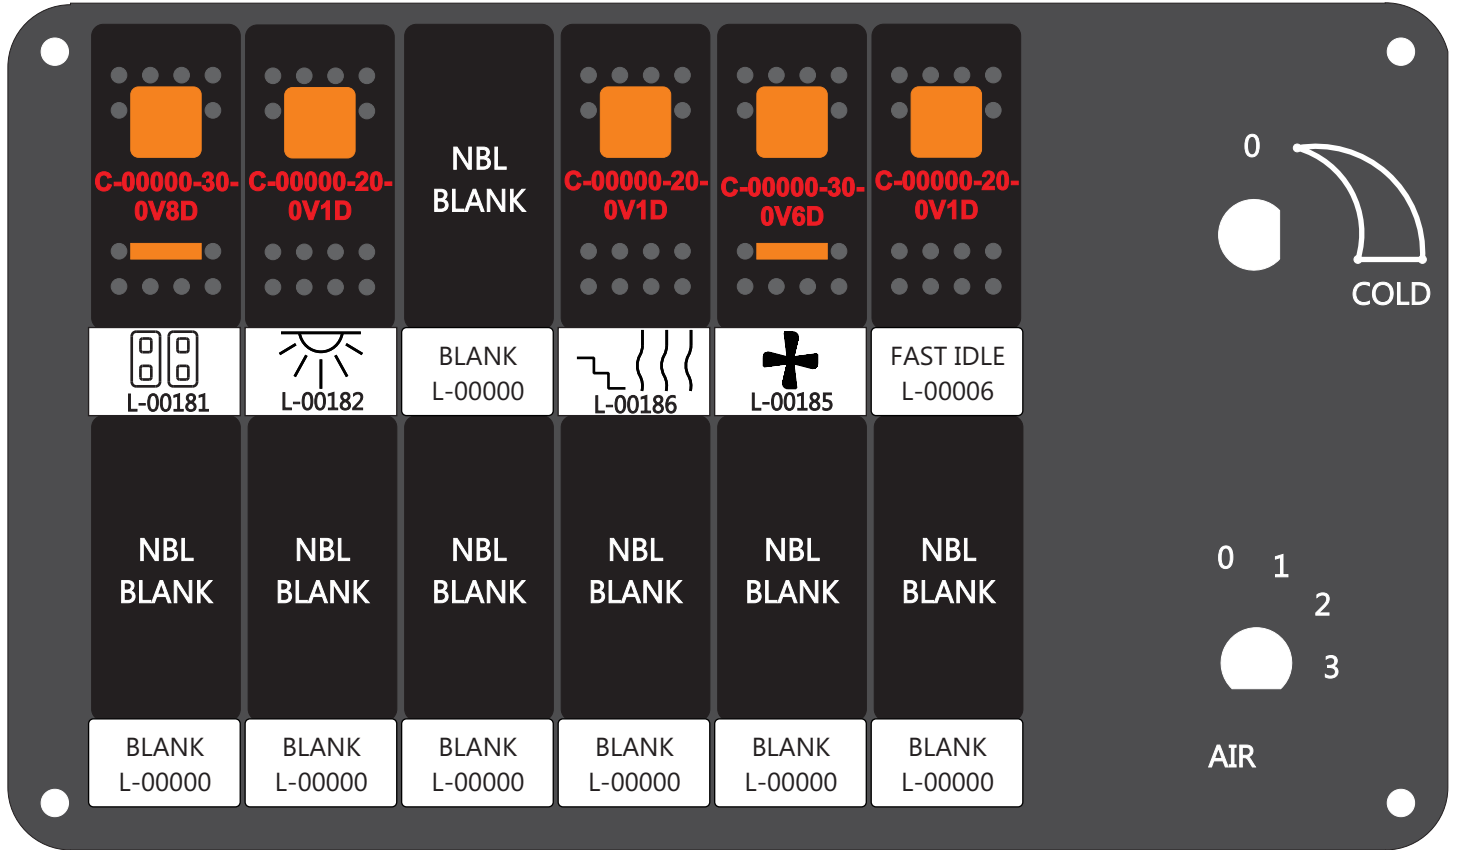 C-00000-30-
0V8D
C-00000-20-
0V1D
NBL
BLANK
C-00000-20-
0V1D
C-00000-30-
0V6D
C-00000-20-
0V1D
L-00181
L-00182
BLANK
L-00000
L-00186
L-00185
FAST IDLE
L-00006
NBL
BLANK
NBL
BLANK
NBL
BLANK
NBL
BLANK
NBL
BLANK
NBL
BLANK
BLANK
L-00000
BLANK
L-00000
BLANK
L-00000
BLANK
L-00000
BLANK
L-00000
BLANK
L-00000
0
COLD
0
1
2
3
AIR